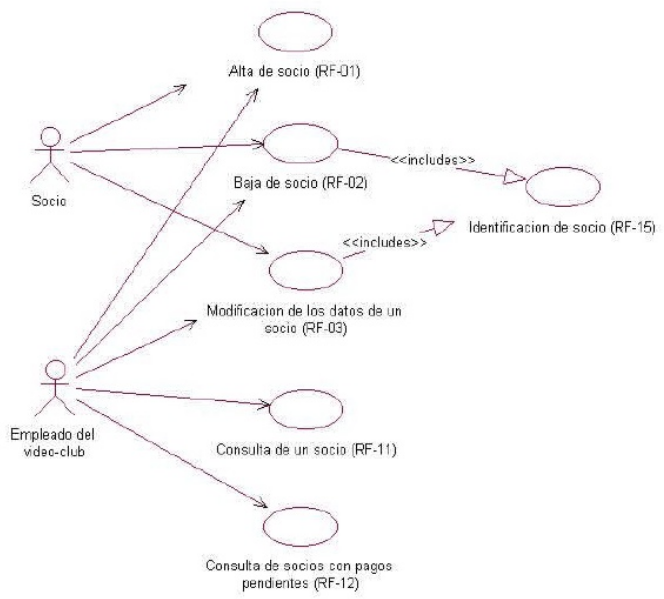 Alta de socio (RF-01)
Socio
Baja de socio (RF-02)
<<includes>>
Identificacion de socio (RF-15)
<<includes>>
Modificacion de los datos de un
socio (RF-03)
Empleado del
video-club
Consulta de un socio (RF-11)
Consulta de socios con pagos
pendientes (RF-12)